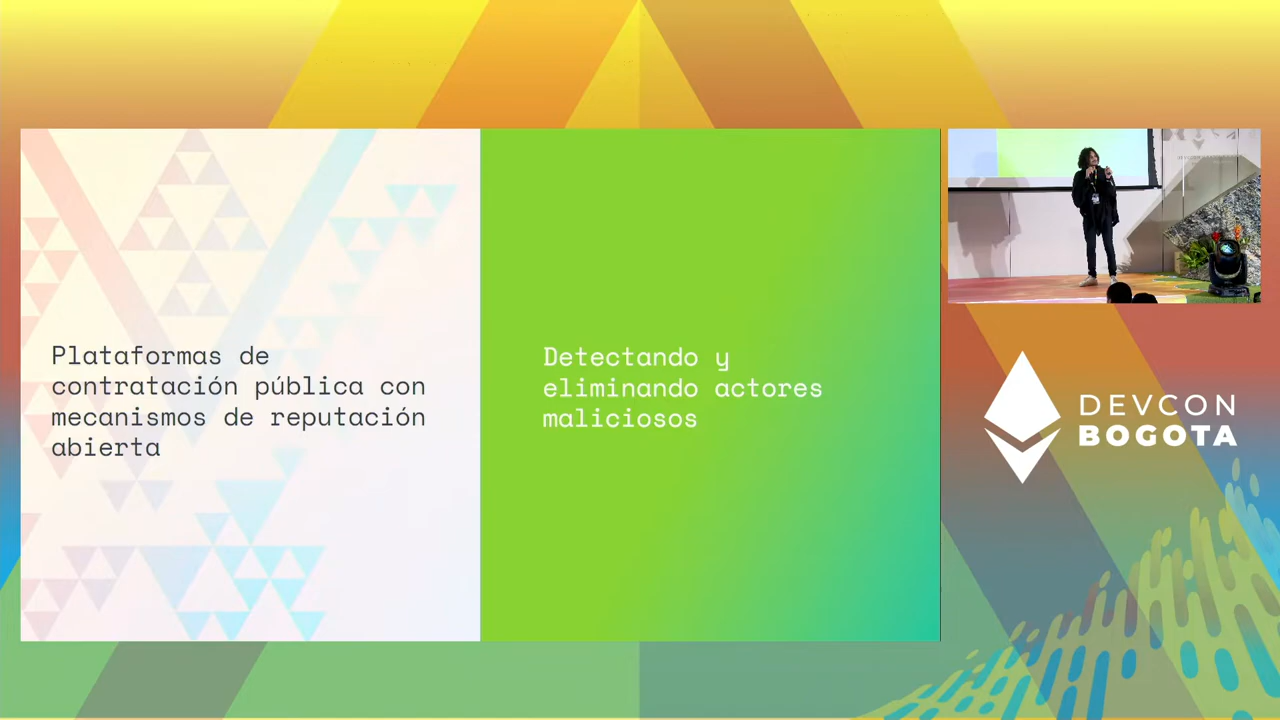 Plataformas de
contratación pública con
mecanismos de reputación
abierta
Detectando y
eliminando actores
maliciosos
DEVCON
BOGOTA